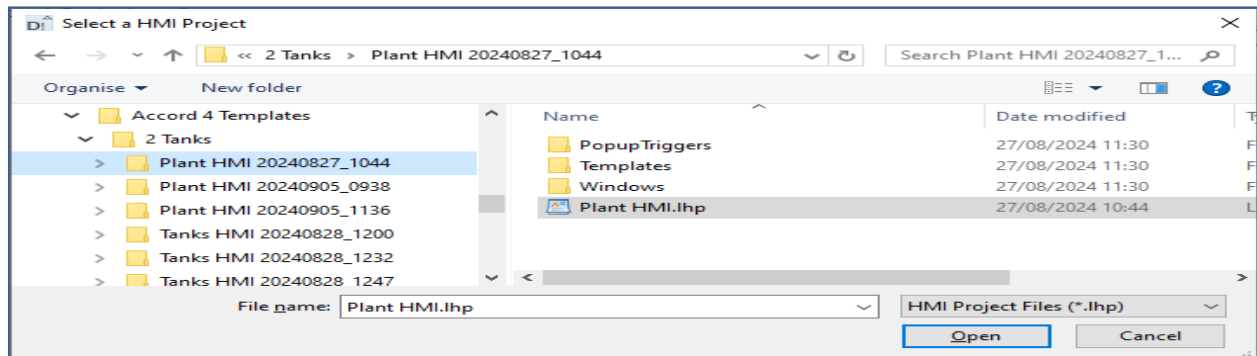 Select a HMI Project
« 2 Tanks > Plant HMI 20240827_1044
Search Plant HMI 20240827_1...
Organise New folder
Accord 4 Templates
2 Tanks
Plant HMI 20240827_1044
Plant HMI 20240905_0938
Plant HMI 20240905_1136
Tanks HMI 20240828_1200
Tanks HMI 20240828_1232
Tanks HMI 20240828 1247
Name Date modified T
PopupTriggers 27/08/2024 11:30 F
Templates 27/08/2024 11:30 F
Windows 27/08/2024 11:30 F
Plant HMI.lhp 27/08/2024 10:44 L
File name: Plant HMI.lhp
HMI Project Files (*.lhp)
Open Cancel